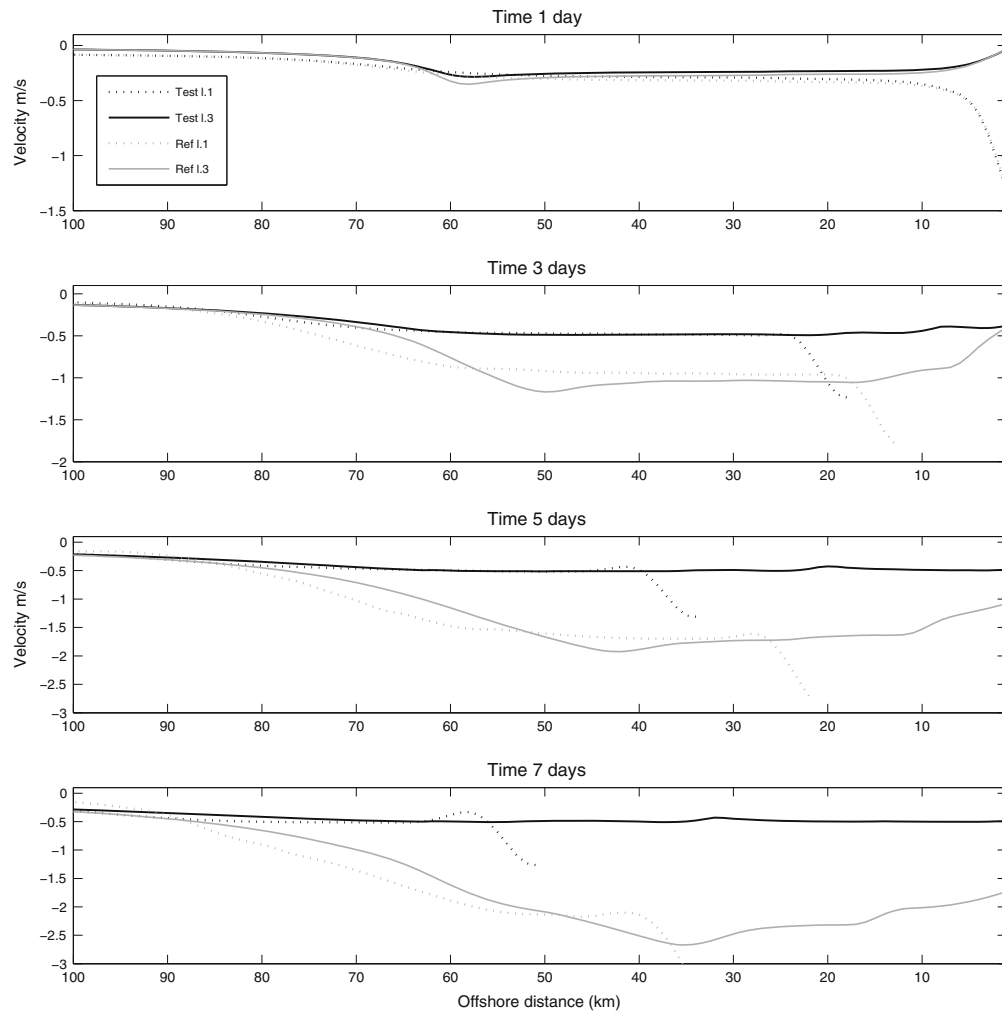 Time 1 day
Velocity m/s
0
−0.5
−1
−1.5
Test l.1
Test l.3
Ref l.1
Ref l.3
100 90 80 70 60 50 40 30 20 10
Time 3 days
0
−0.5
−1
−1.5
−2
100 90 80 70 60 50 40 30 20 10
Time 5 days
Velocity m/s
0
−0.5
−1
−1.5
−2
−2.5
−3
100 90 80 70 60 50 40 30 20 10
Time 7 days
0
−0.5
−1
−1.5
−2
−2.5
−3
100 90 80 70 60 50 40 30 20 10
Offshore distance (km)